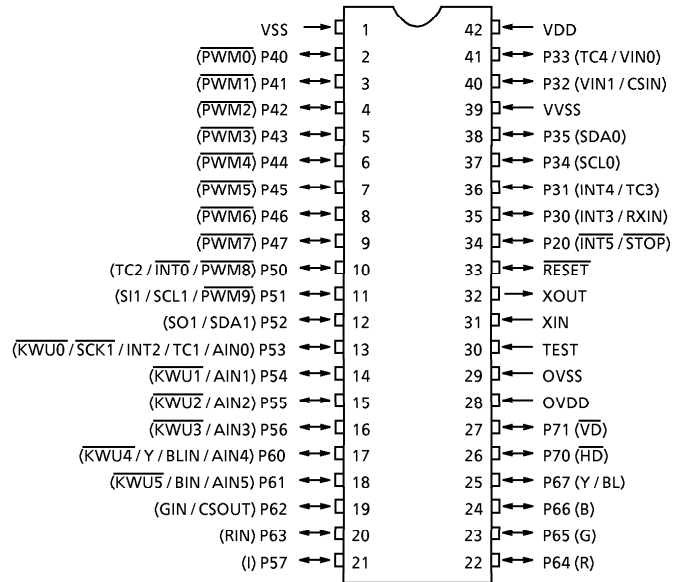 VSS 1 42 VDD
(PWM0) P40 2 41 P33 (TC4 / VIN0)
(PWM1) P41 3 40 P32 (VIN1 / CSIN)
(PWM2) P42 4 39 VVSS
(PWM3) P43 5 38 P35 (SDA0)
(PWM4) P44 6 37 P34 (SCL0)
(PWM5) P45 7 36 P31 (INT4 / TC3)
(PWM6) P46 8 35 P30 (INT3 / RXIN)
(PWM7) P47 9 34 P20 (INT5 / STOP)
(TC2 / INT0 / PWM8) P50 10 33 RESET
(SI1 / SCL1 / PWM9) P51 11 32 XOUT
(SO1 / SDA1) P52 12 31 XIN
(KWU0 / SCK1 / INT2 / TC1 / AIN0) P53 13 30 TEST
(KWU1 / AIN1) P54 14 29 OVSS
(KWU2 / AIN2) P55 15 28 OVDD
(KWU3 / AIN3) P56 16 27 P71 (VD)
(KWU4 / Y / BLIN / AIN4) P60 17 26 P70 (HD)
(KWU5 / BIN / AIN5) P61 18 25 P67 (Y / BL)
(GIN / CSOUT) P62 19 24 P66 (B)
(RIN) P63 20 23 P65 (G)
(I) P57 21 22 P64 (R)